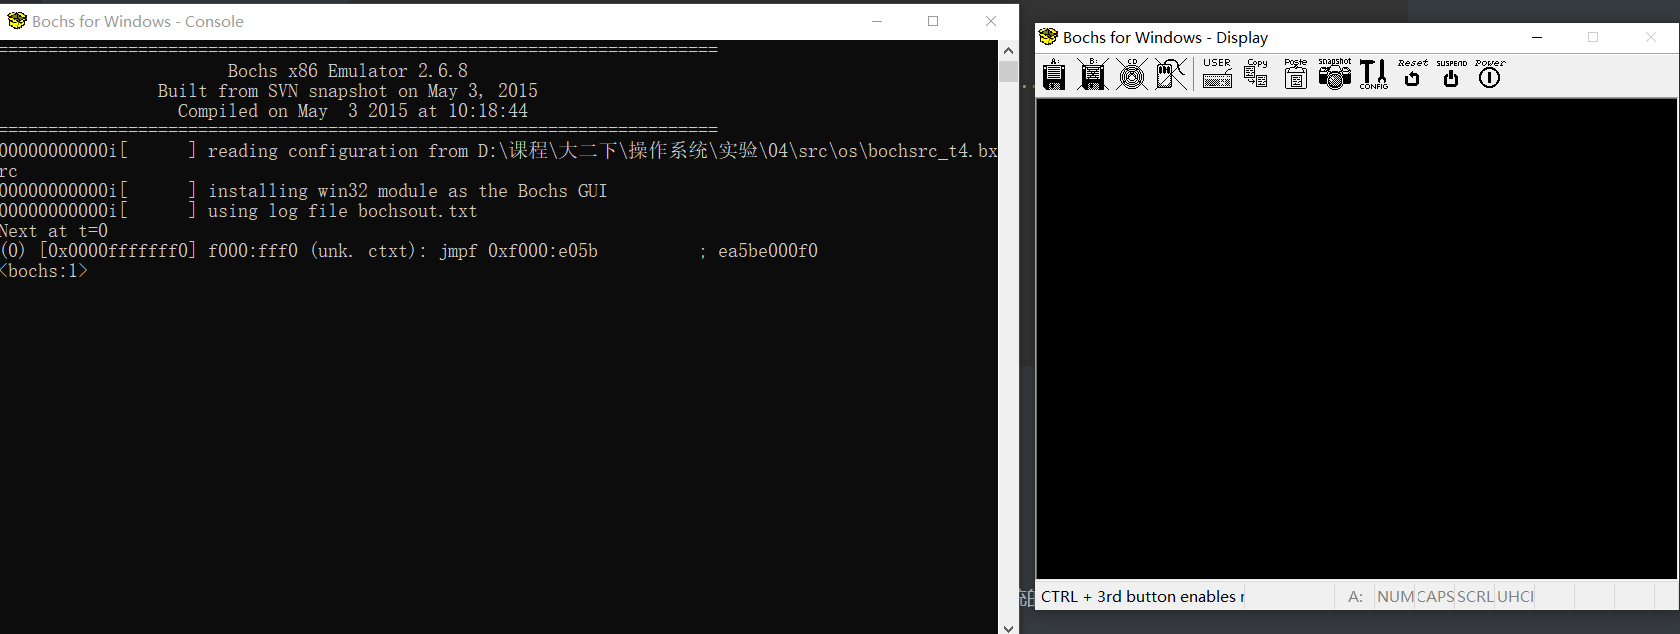 Bochs for Windows - Console
========================================================================
Bochs x86 Emulator 2.6.8
Built from SVN snapshot on May 3, 2015
Compiled on May  3 2015 at 10:18:44
========================================================================
00000000000i[      ] reading configuration from D:\课程\大二下\操作系统\实验\04\src\os\bochsrc_t4.bx
rc
00000000000i[      ] installing win32 module as the Bochs GUI
00000000000i[      ] using log file bochsout.txt
Next at t=0
(0) [0x0000fffffff0] f000:fff0 (unk. ctxt): jmpf 0xf000:e05b          ; ea5be000f0
<bochs:1>
Bochs for Windows - Display
A: B: CD USER Copy Paste snapshot CONFIG Reset SUSPEND Power
CTRL + 3rd button enables
A: NUM CAPS SCRL UHCI